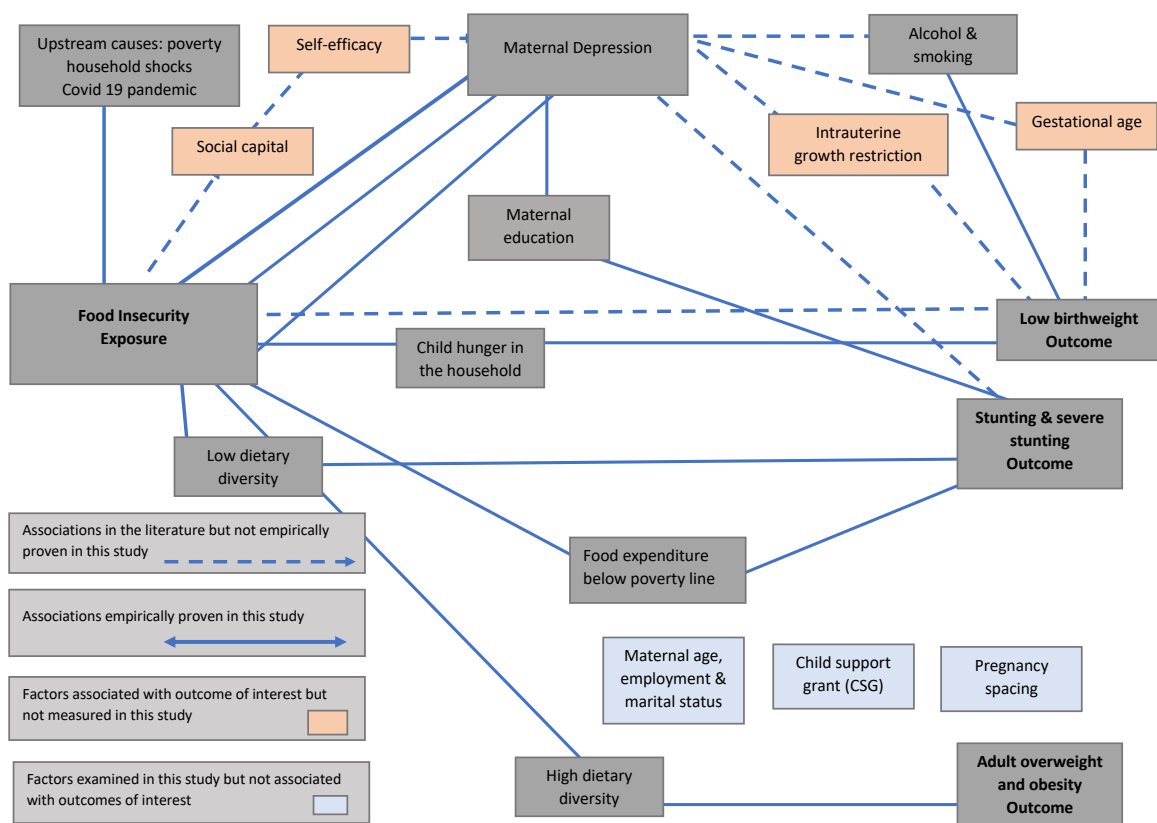 Upstream causes: poverty
household shocks
Covid 19 pandemic
Self-efficacy
Maternal Depression
Alcohol &
smoking
Social capital
Intrauterine
growth restriction
Gestational age
Maternal
education
Food Insecurity
Exposure
Low birthweight
Outcome
Child hunger in
the household
Stunting & severe
stunting
Outcome
Low dietary
diversity
Associations in the literature but not empirically
proven in this study
Food expenditure
below poverty line
Associations empirically proven in this study
Maternal age,
employment &
marital status
Child support
grant (CSG)
Pregnancy
spacing
Factors associated with outcome of interest but
not measured in this study
High dietary
diversity
Adult overweight
and obesity
Outcome
Factors examined in this study but not associated
with outcomes of interest